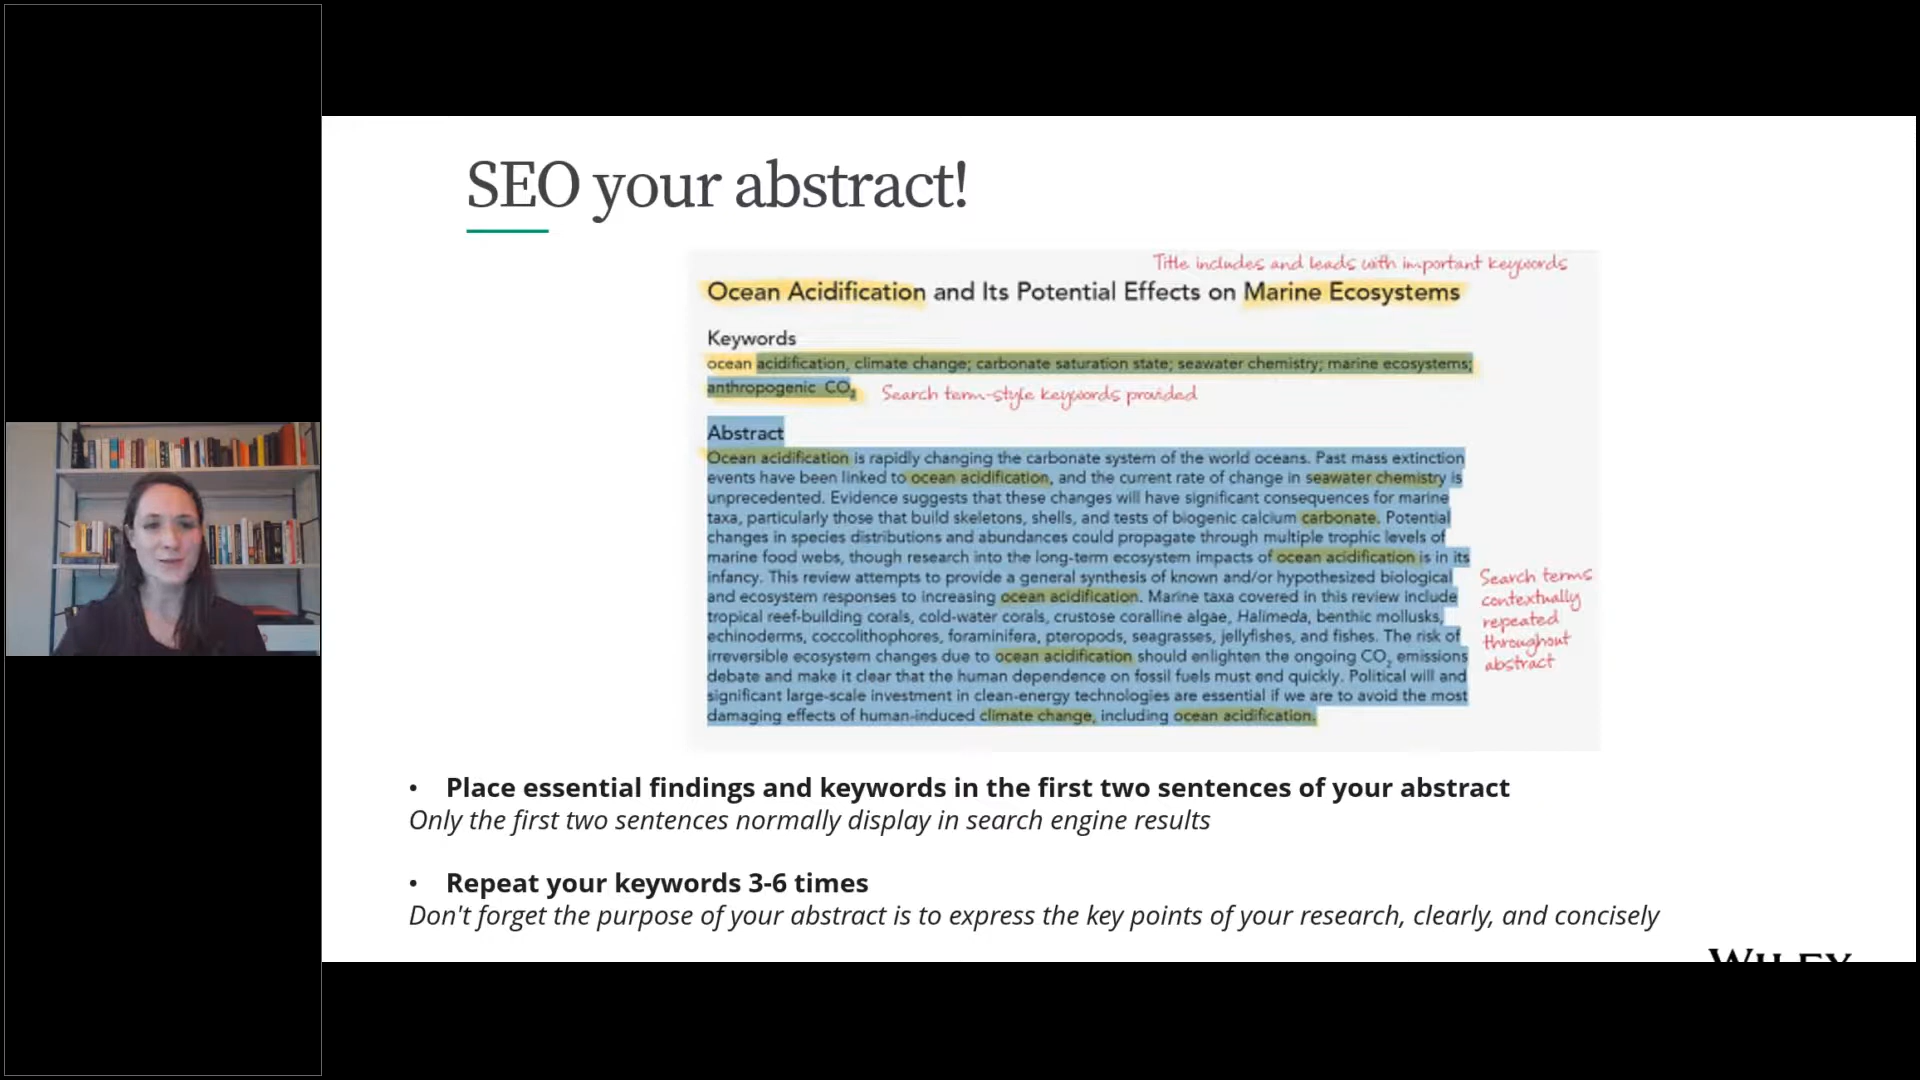 SEO your abstract!
Title includes and leads with important keywords
Ocean Acidification and Its Potential Effects on Marine Ecosystems
Keywords
ocean acidification, climate change; carbonate saturation state; seawater chemistry; marine ecosystems;
anthropogenic CO₂
Search term-style keywords provided
Abstract
Ocean acidification is rapidly changing the carbonate system of the world oceans. Past mass extinction
events have been linked to ocean acidification, and the current rate of change in seawater chemistry is
unprecedented. Evidence suggests that these changes will have significant consequences for marine
taxa, particularly those that build skeletons, shells, and tests of biogenic calcium carbonate. Potential
changes in species distributions and abundances could propagate through multiple trophic levels of
marine food webs, though research into the long-term ecosystem impacts of ocean acidification is in its
infancy. This review attempts to provide a general synthesis of known and/or hypothesized biological
and ecosystem responses to increasing ocean acidification. Marine taxa covered in this review include
tropical reef-building corals, cold-water corals, crustose coralline algae, Halimeda, benthic mollusks,
echinoderms, coccolithophores, foraminifera, pteropods, seagrasses, jellyfishes, and fishes. The risk of
irreversible ecosystem changes due to ocean acidification should enlighten the ongoing CO₂ emissions
debate and make it clear that the human dependence on fossil fuels must end quickly. Political will and
significant large-scale investment in clean-energy technologies are essential if we are to avoid the most
damaging effects of human-induced climate change, including ocean acidification.
Search terms
contextually
repeated
throughout
abstract
• Place essential findings and keywords in the first two sentences of your abstract
Only the first two sentences normally display in search engine results
• Repeat your keywords 3-6 times
Don't forget the purpose of your abstract is to express the key points of your research, clearly, and concisely
WILEY